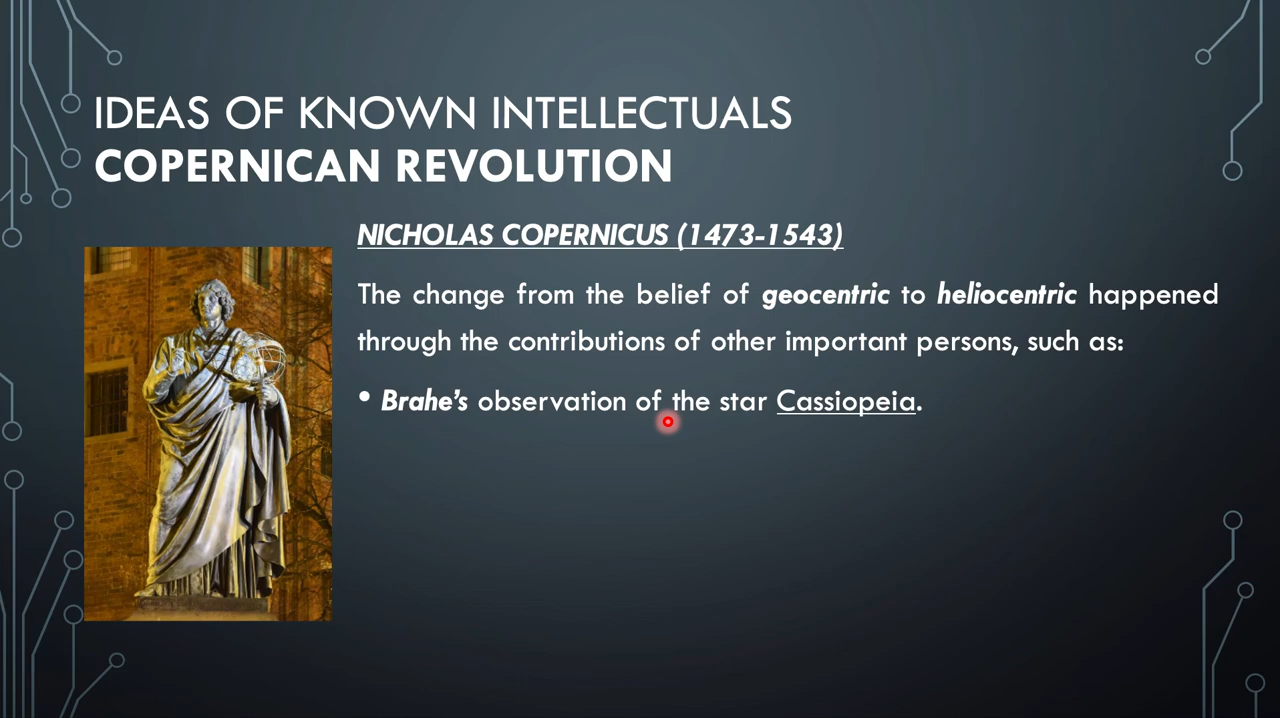 IDEAS OF KNOWN INTELLECTUALS
COPERNICAN REVOLUTION
NICHOLAS COPERNICUS (1473-1543)
The change from the belief of geocentric to heliocentric happened
through the contributions of other important persons, such as:
• Brahe’s observation of the star Cassiopeia.